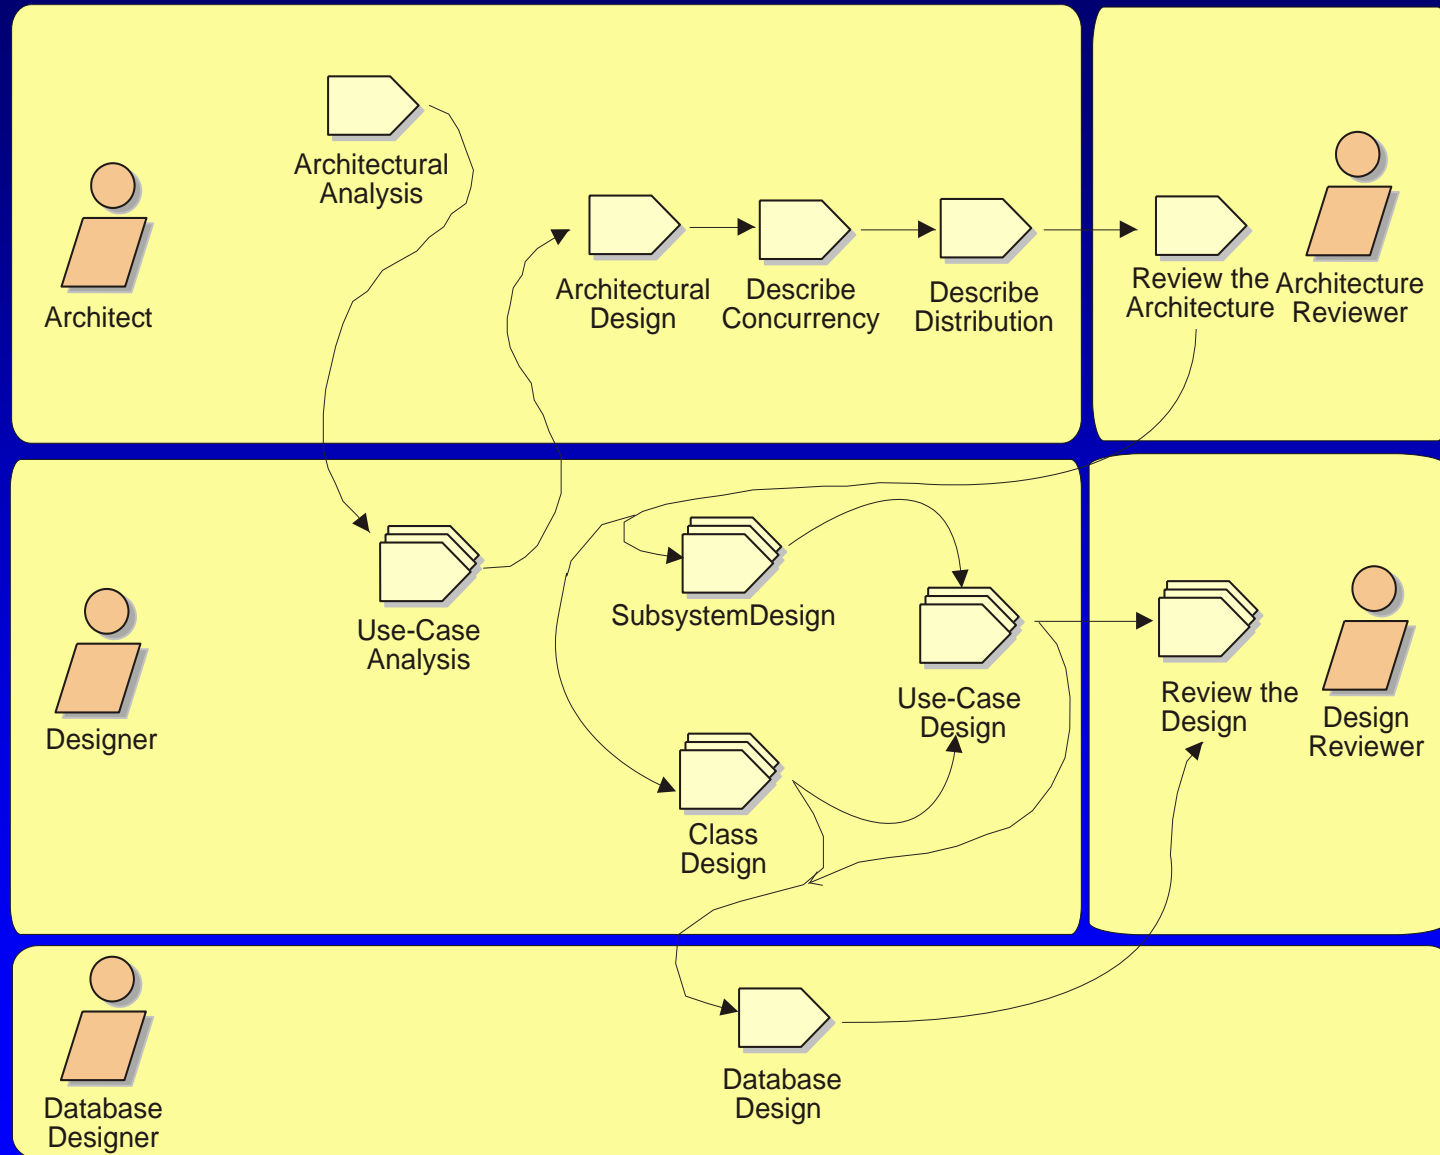 Architectural
Analysis
Architect
Architectural
Design
Describe
Concurrency
Describe
Distribution
Review the
Architecture
Architecture
Reviewer
Use-Case
Analysis
Designer
SubsystemDesign
Use-Case
Design
Class
Design
Review the
Design
Design
Reviewer
Database
Designer
Database
Design